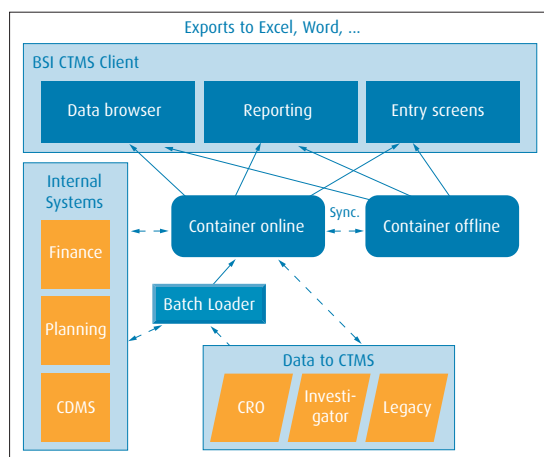 Exports to Excel, Word, ...
BSI CTMS Client
Data browser
Reporting
Entry screens
Internal
Systems
Finance
Planning
CDMS
Container online
Sync.
Container offline
Batch Loader
Data to CTMS
CRO
Investi-
gator
Legacy